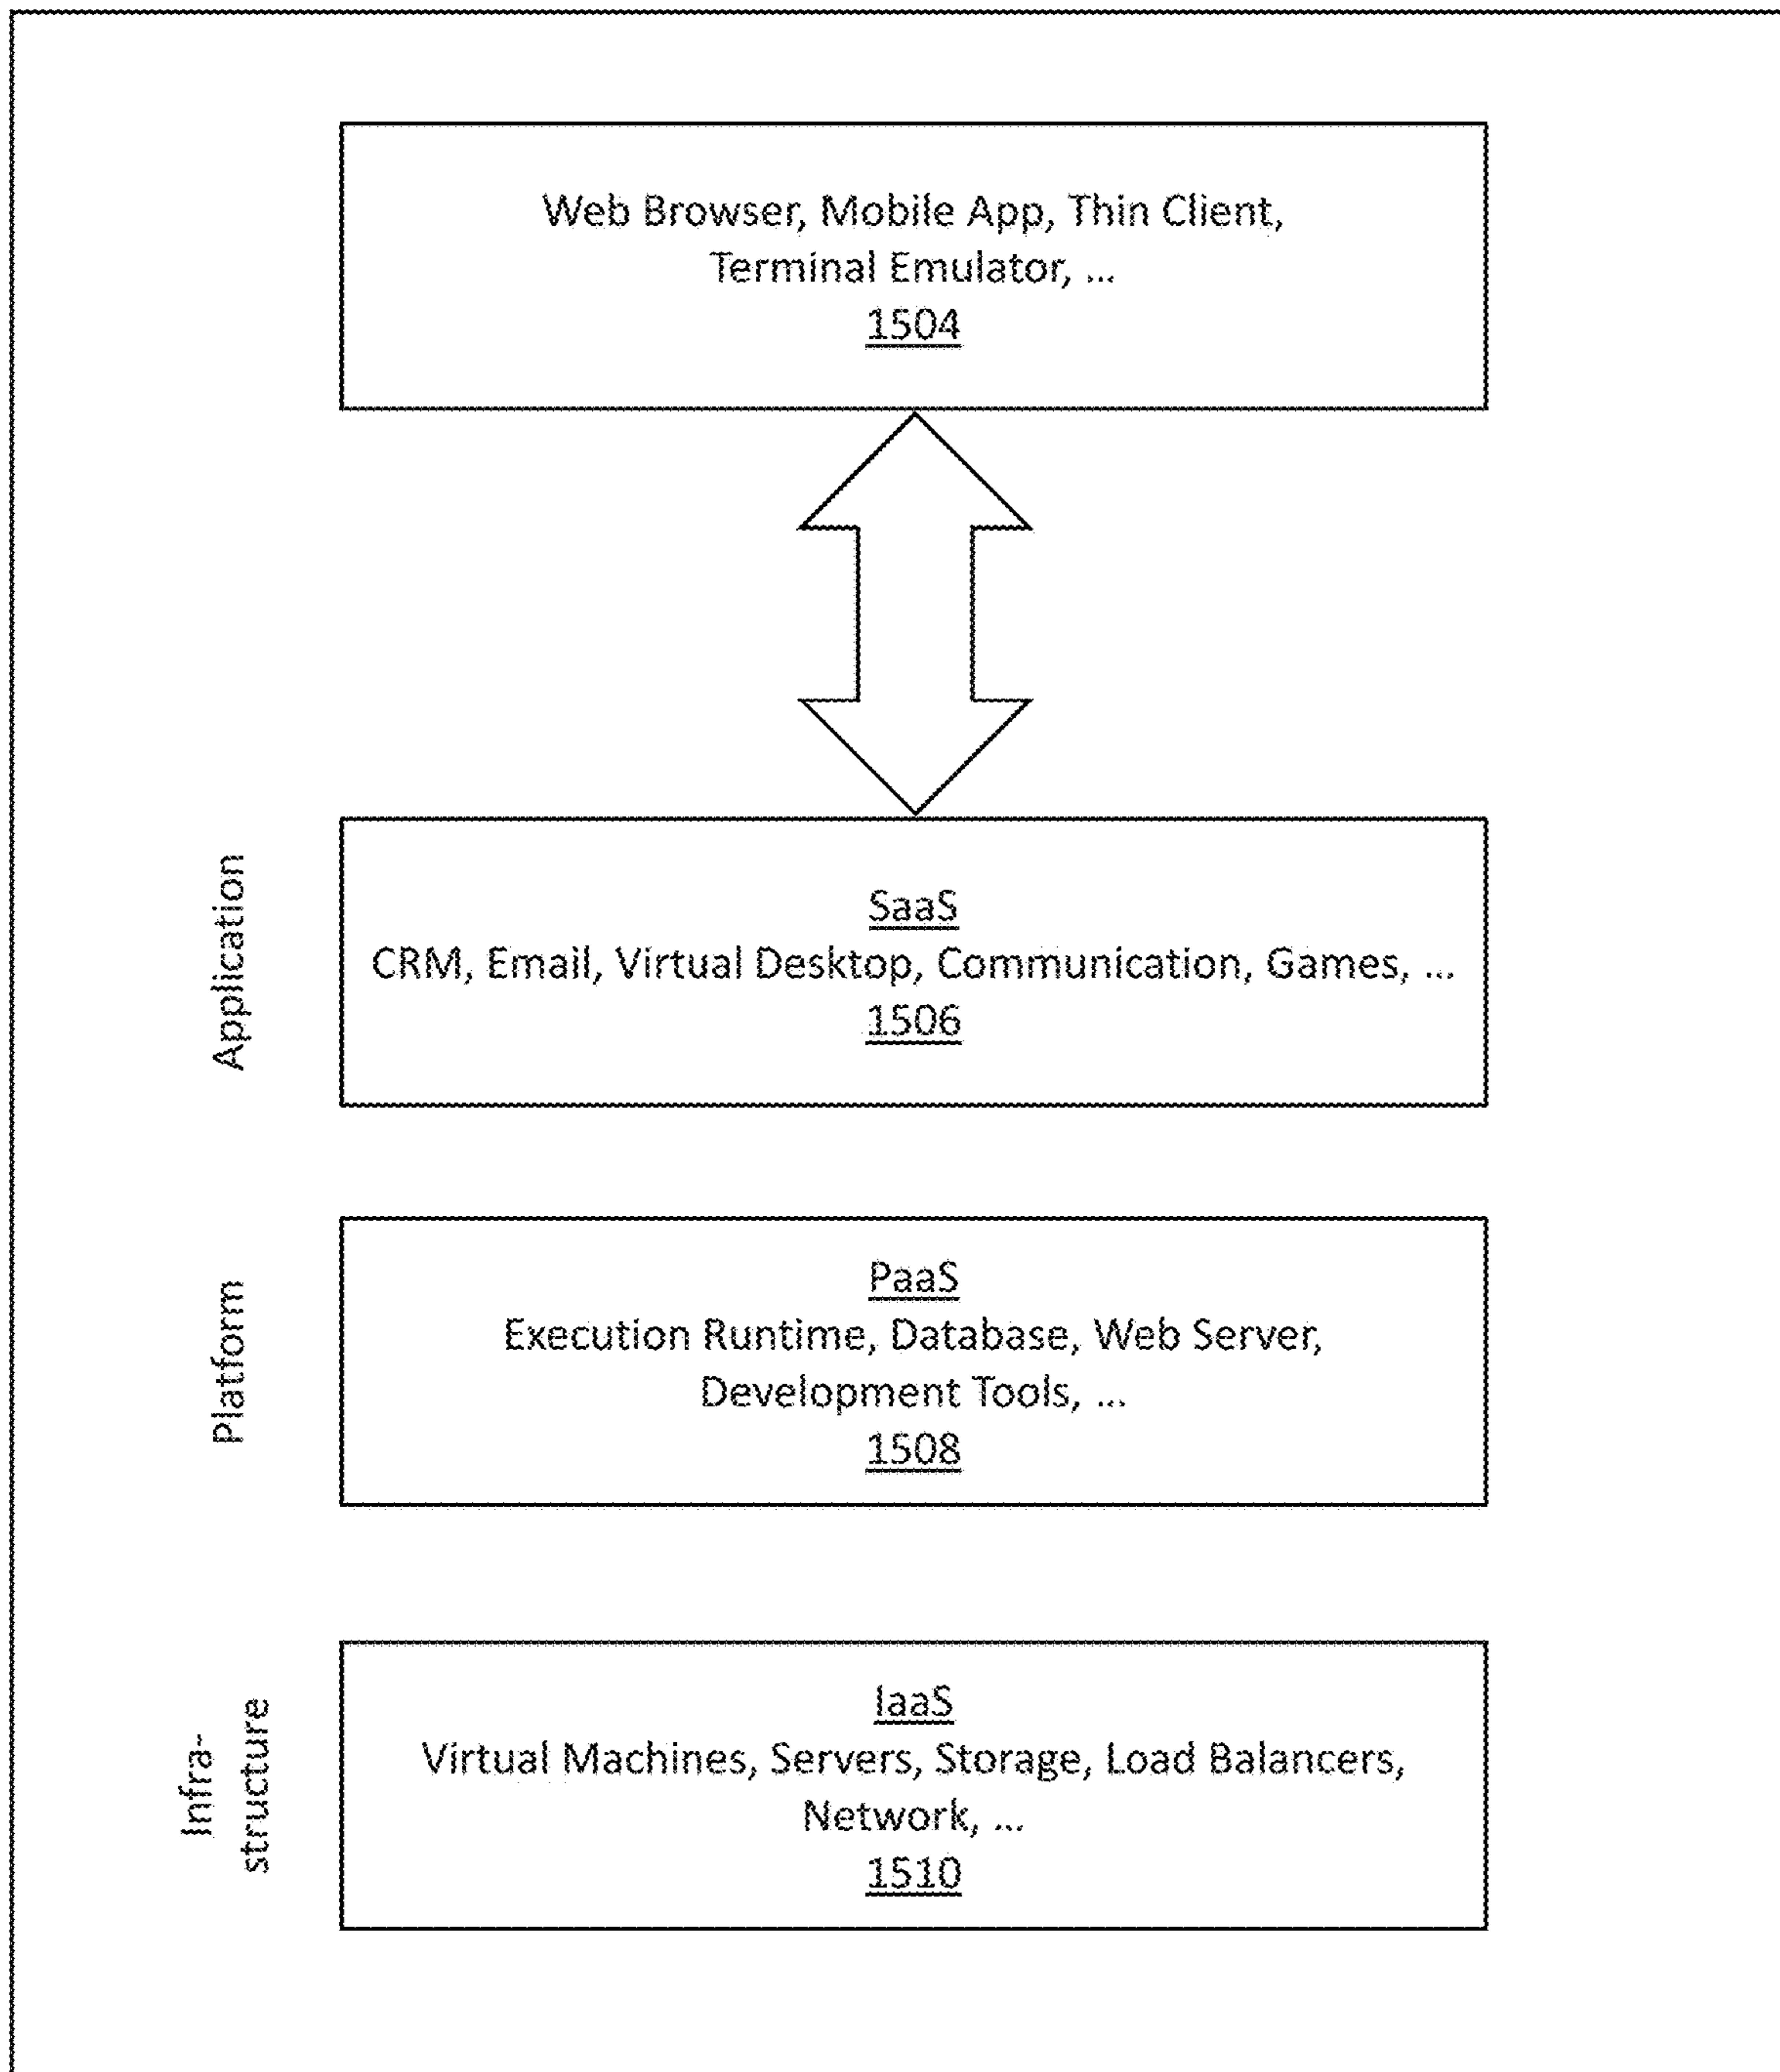 Web Browser, Mobile App, Thin Client,
Terminal Emulator, ...
1504
Application
SaaS
CRM, Email, Virtual Desktop, Communication, Games, ...
1506
Platform
PaaS
Execution Runtime, Database, Web Server,
Development Tools, ...
1508
Infra-
structure
IaaS
Virtual Machines, Servers, Storage, Load Balancers,
Network, ...
1510